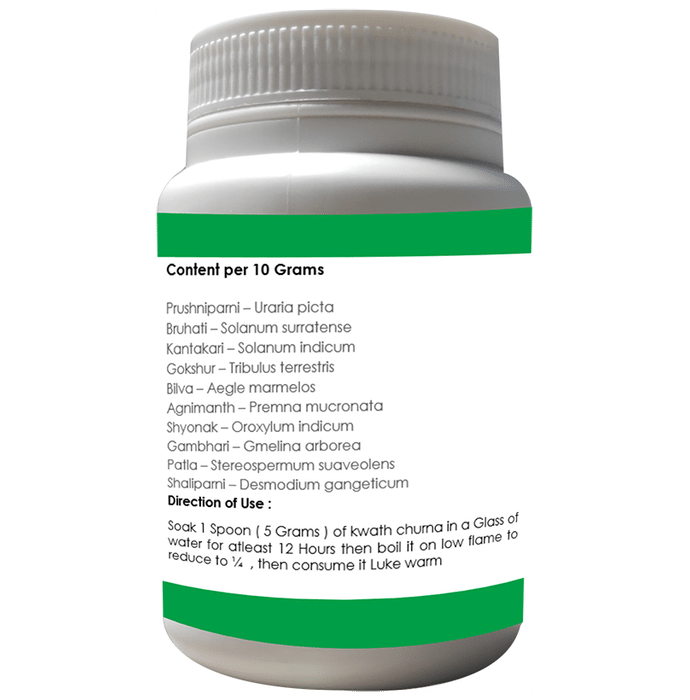 Content per 10 Grams
Prushniparni – Uraria picta
Bruhati – Solanum surratense
Kantakari – Solanum indicum
Gokshur – Tribulus terrestris
Bilva – Aegle marmelos
Agnimanth – Premna mucronata
Shyonak – Oroxylum indicum
Gambhari – Gmelina arborea
Patla – Stereospermum suaveolens
Shaliparni – Desmodium gangeticum
Direction of Use :
Soak 1 Spoon ( 5 Grams ) of kwath churna in a Glass of
water for atleast 12 Hours then boil it on low flame to
reduce to ¼ , then consume it Luke warm